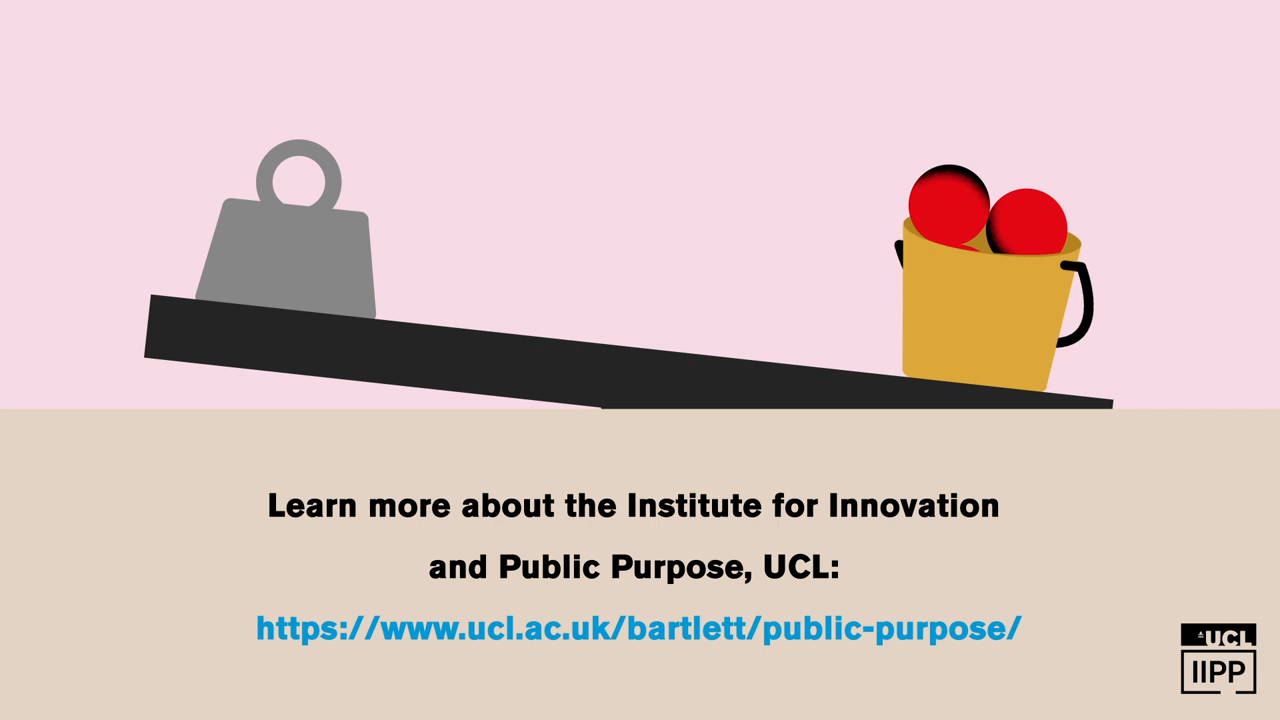 Learn more about the Institute for Innovation
and Public Purpose, UCL:
https://www.ucl.ac.uk/bartlett/public-purpose/
UCL
IIPP